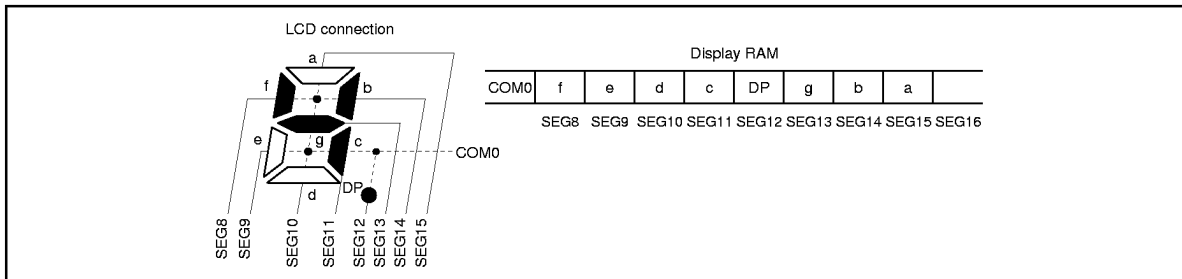 LCD connection
Display RAM
a
f
b
e
g
c
d
DP
COM0
SEG8
SEG9
SEG10
SEG11
SEG12
SEG13
SEG14
SEG15
COM0 f e d c DP g b a
SEG8 SEG9 SEG10 SEG11 SEG12 SEG13 SEG14 SEG15 SEG16